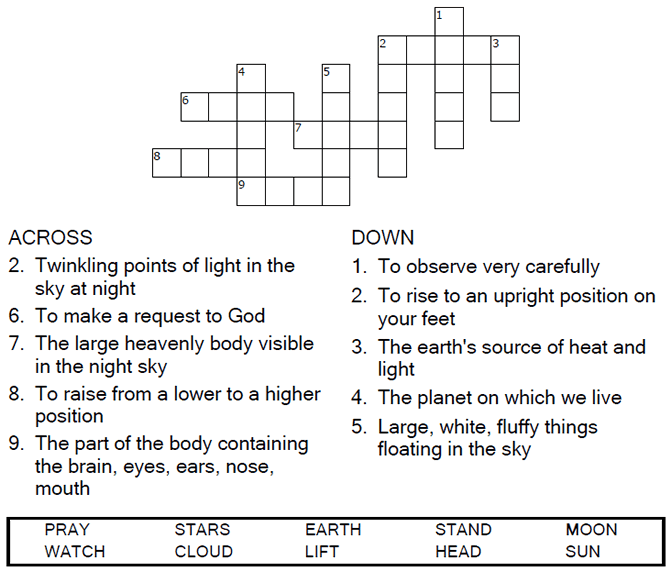 1
2
3
4
5
6
7
8
9
ACROSS
2. Twinkling points of light in the
sky at night
6. To make a request to God
7. The large heavenly body visible
in the night sky
8. To raise from a lower to a higher
position
9. The part of the body containing
the brain, eyes, ears, nose,
mouth
DOWN
1. To observe very carefully
2. To rise to an upright position on
your feet
3. The earth's source of heat and
light
4. The planet on which we live
5. Large, white, fluffy things
floating in the sky
PRAY STARS EARTH STAND MOON
WATCH CLOUD LIFT HEAD SUN